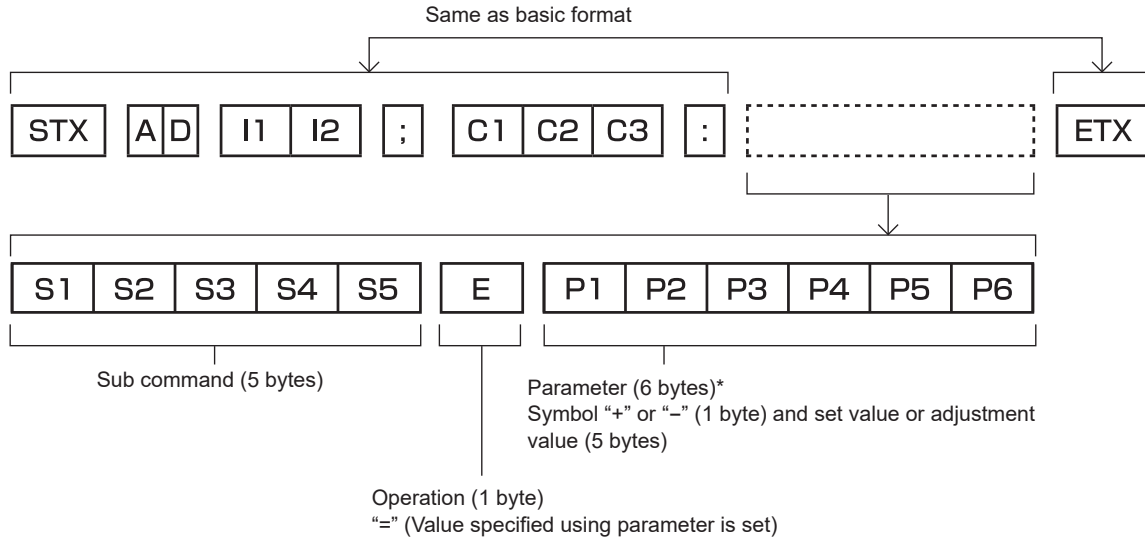 Same as basic format
STX A D I1 I2 ; C1 C2 C3 : ETX
S1 S2 S3 S4 S5 E P1 P2 P3 P4 P5 P6
Sub command (5 bytes)
Parameter (6 bytes)*
Symbol “+” or “−” (1 byte) and set value or adjustment
value (5 bytes)
Operation (1 byte)
“=” (Value specified using parameter is set)